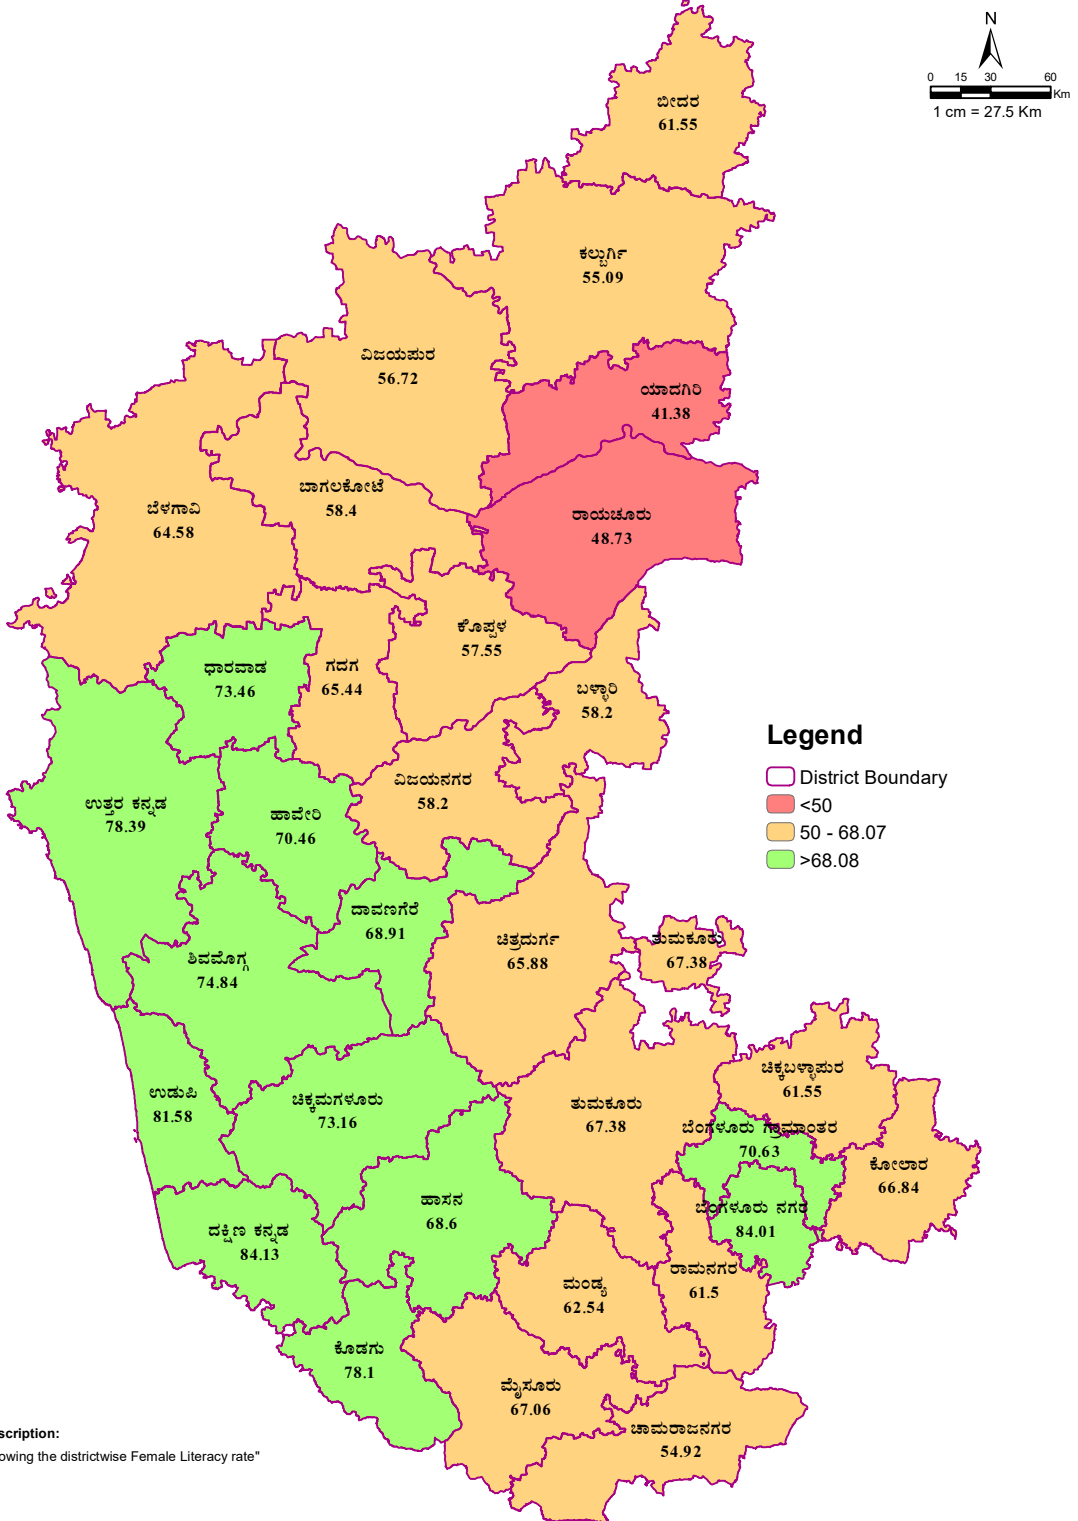 N
0 15 30 60
Km
1 cm = 27.5 Km
ಬೀದರ
61.55
ಕಲ್ಬುರ್ಗಿ
55.09
ವಿಜಯಪುರ
56.72
ಯಾದಗಿರಿ
41.38
ಬಾಗಲಕೋಟೆ
58.4
ಬೆಳಗಾವಿ
64.58
ರಾಯಚೂರು
48.73
ಕೊಪ್ಪಳ
57.55
ಧಾರವಾಡ
73.46
ಗದಗ
65.44
ಬಳ್ಳಾರಿ
58.2
Legend
District Boundary
<50
50 - 68.07
>68.08
ವಿಜಯನಗರ
58.2
ಉತ್ತರ ಕನ್ನಡ
78.39
ಹಾವೇರಿ
70.46
ದಾವಣಗೆರೆ
68.91
ಚಿತ್ರದುರ್ಗ
65.88
ತುಮಕೂರು
67.38
ಶಿವಮೊಗ್ಗ
74.84
ಚಿಕ್ಕಬಳ್ಳಾಪುರ
61.55
ಉಡುಪಿ
81.58
ಚಿಕ್ಕಮಗಳೂರು
73.16
ತುಮಕೂರು
67.38
ಬೆಂಗಳೂರು ಗ್ರಾಮಾಂತರ
70.63
ಕೋಲಾರ
66.84
ಹಾಸನ
68.6
ಬೆಂಗಳೂರು ನಗರ
84.01
ದಕ್ಷಿಣ ಕನ್ನಡ
84.13
ರಾಮನಗರ
61.5
ಮಂಡ್ಯ
62.54
ಕೊಡಗು
78.1
ಮೈಸೂರು
67.06
ಚಾಮರಾಜನಗರ
54.92
scription:
owing the districtwise Female Literacy rate"